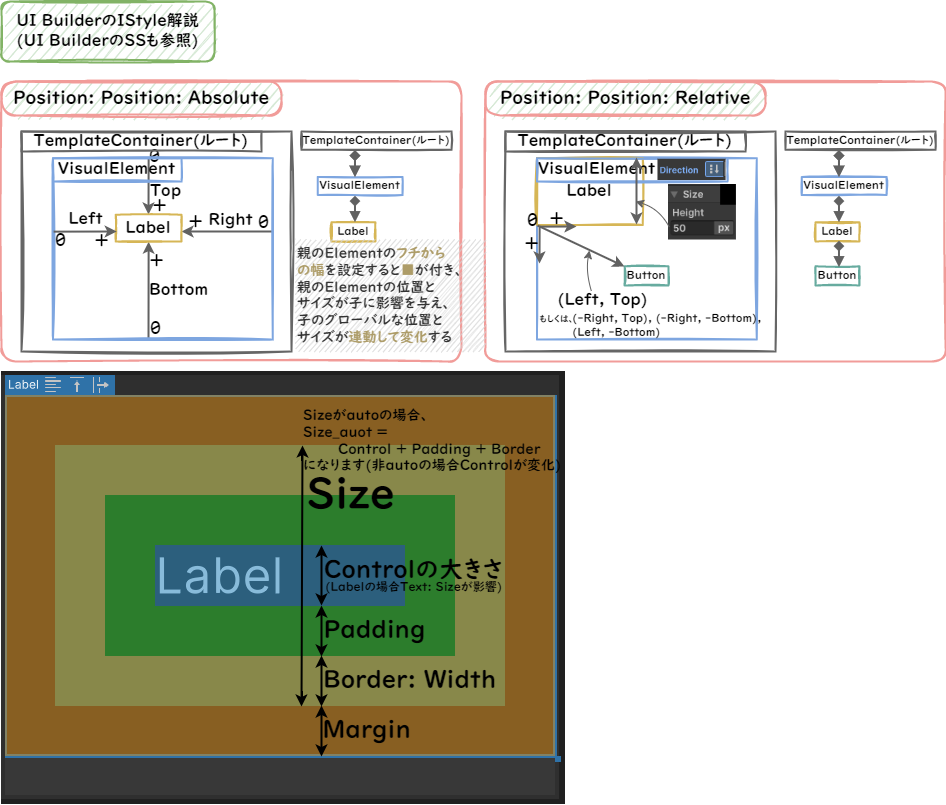 UI BuilderのIStyle解説
(UI BuilderのSSも参照)
Position: Position: Absolute
TemplateContainer(ルート)
0
VisualElement
Top
+
Left
Label
+ Right 0
0
+
+
Bottom
0
TemplateContainer(ルート)
VisualElement
Label
親のElementのフチから
の幅を設定すると■が付き、
親のElementの位置と
サイズが子に影響を与え、
子のグローバルな位置と
サイズが連動して変化する
Position: Position: Relative
TemplateContainer(ルート)
VisualElement
Direction
Label
▼ Size
Height
50 px
0 +
+
Button
(Left, Top)
もしくは、(-Right, Top), (-Right, -Bottom),
(Left, -Bottom)
TemplateContainer(ルート)
VisualElement
Label
Button
Label
Sizeがautoの場合、
Size_auot =
Control + Padding + Border
になります(非autoの場合Controlが変化)
Size
Label
Controlの大きさ
(Labelの場合Text: Sizeが影響)
Padding
Border: Width
Margin